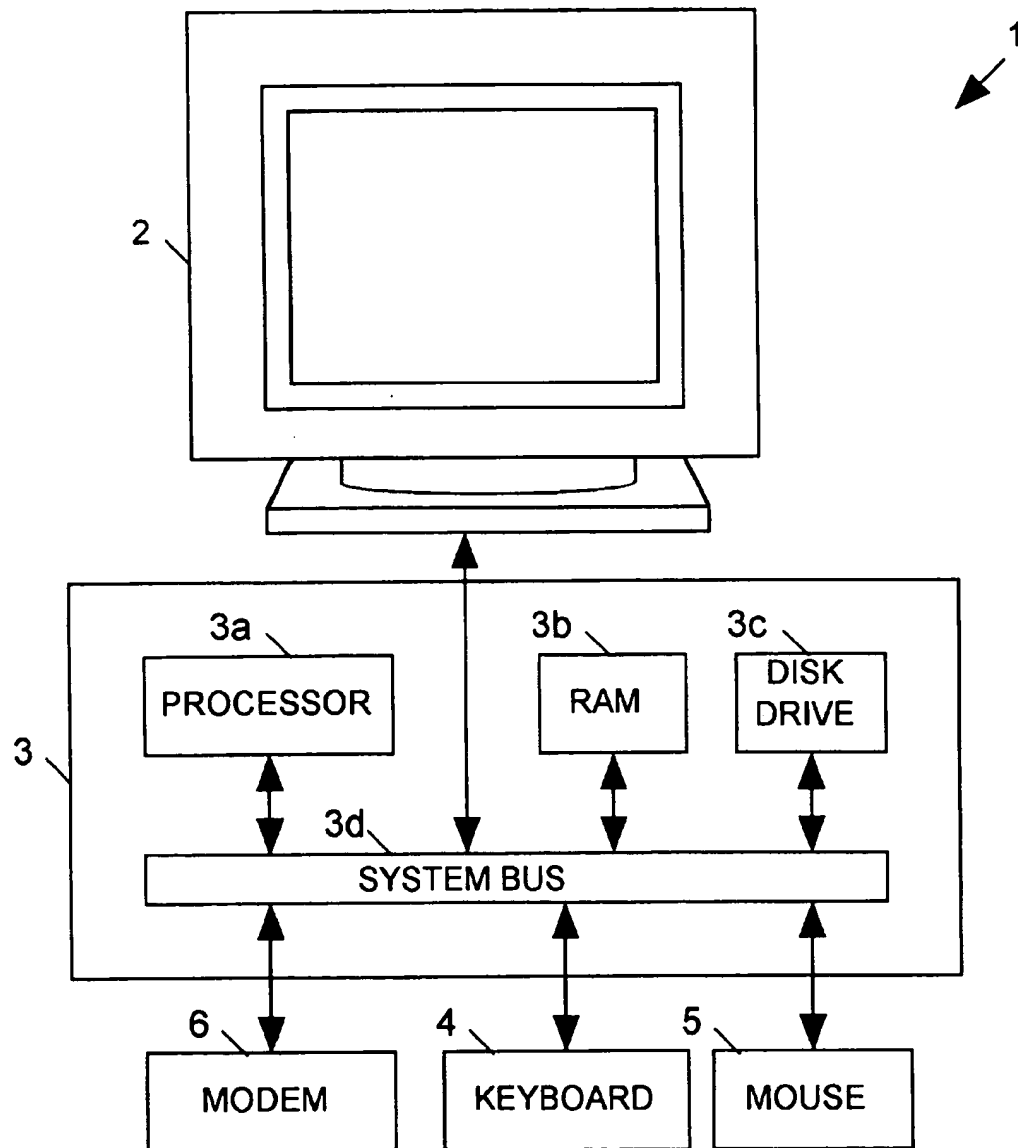 1
2
3a
3b
3c
PROCESSOR
RAM
DISK
DRIVE
3
3d
SYSTEM BUS
6
4
5
MODEM
KEYBOARD
MOUSE